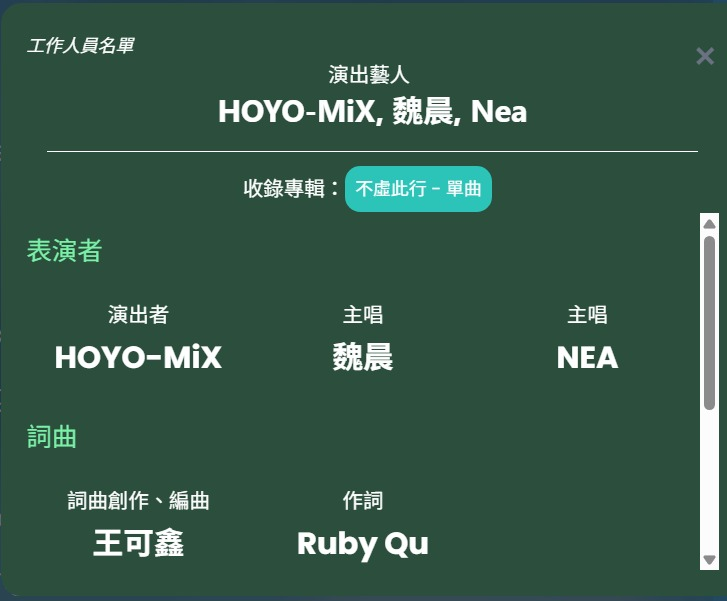 工作人員名單
演出藝人
HOYO-MiX, 魏晨, Nea
收錄專輯：不虛此行 - 單曲
表演者
演出者 主唱 主唱
HOYO-MiX 魏晨 NEA
詞曲
詞曲創作、編曲 作詞
王可鑫 Ruby Qu